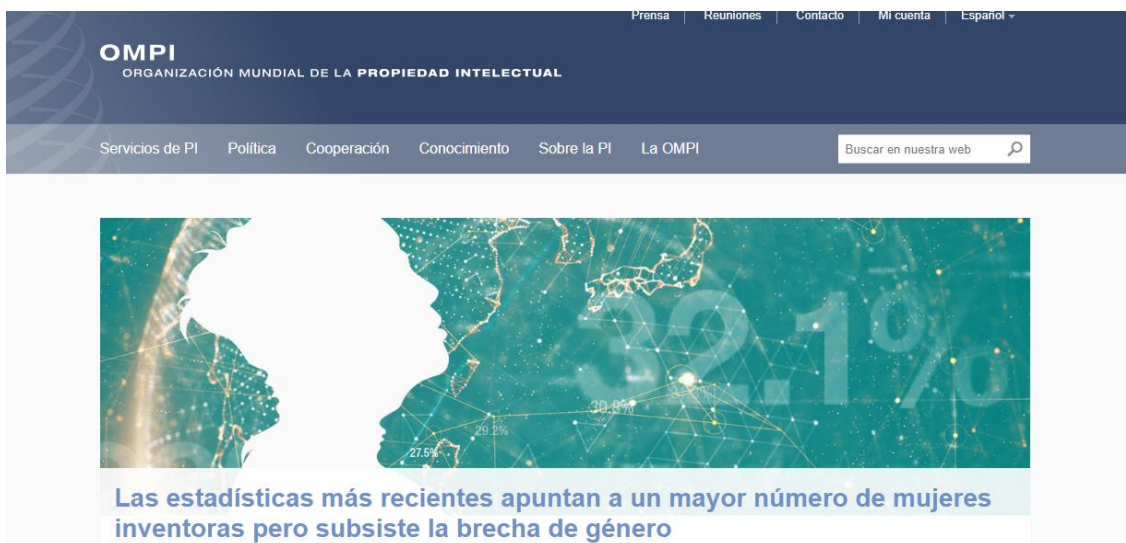 Prensa | Reuniones | Contacto | Mi cuenta | Español
OMPI
ORGANIZACIÓN MUNDIAL DE LA PROPIEDAD INTELECTUAL
Servicios de PI Política Cooperación Conocimiento Sobre la PI La OMPI Buscar en nuestra web
32.1%
30.8%
29.2%
27.5%
Las estadísticas más recientes apuntan a un mayor número de mujeres
inventoras pero subsiste la brecha de género